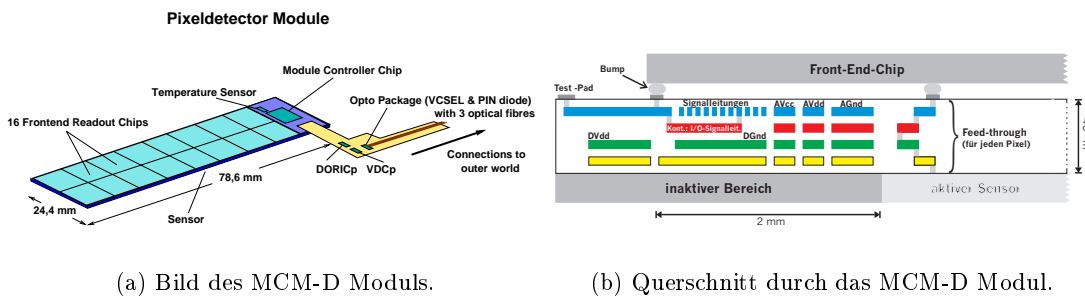 Pixeldetector Module
Module Controller Chip
Temperature Sensor
Opto Package (VCSEL & PIN diode)
with 3 optical fibres
16 Frontend Readout Chips
DORICp
VDCp
Connections to
outer world
78,6 mm
Sensor
24,4 mm
(a) Bild des MCM-D Moduls.
Front-End-Chip
Bump
Test -Pad
Signalleitungen
AVcc
AVdd
AGnd
Kont.: I/O-Signalleit.
DVdd
DGnd
Feed-through
(für jeden Pixel)
inaktiver Bereich
aktiver Sensor
2 mm
(b) Querschnitt durch das MCM-D Modul.